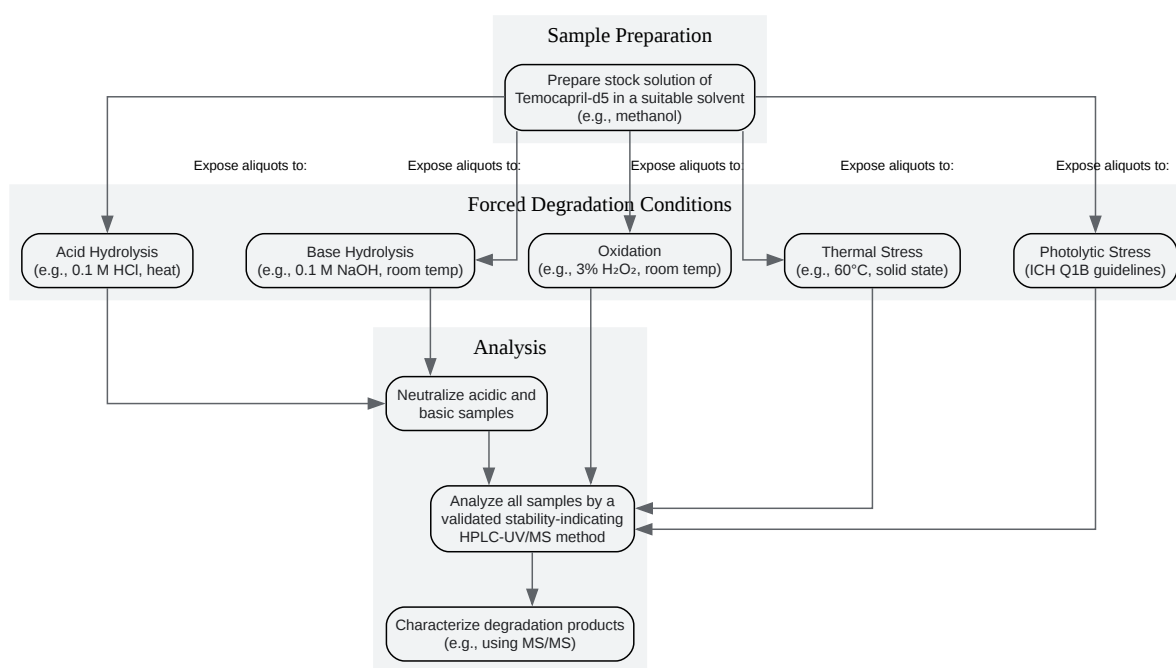 Sample Preparation
Prepare stock solution of
Temocapril-d5 in a suitable solvent
(e.g., methanol)
Expose aliquots to:
Expose aliquots to:
Expose aliquots to:
Expose aliquots to:
Expose aliquots to:
Forced Degradation Conditions
Acid Hydrolysis
(e.g., 0.1 M HCl, heat)
Base Hydrolysis
(e.g., 0.1 M NaOH, room temp)
Oxidation
(e.g., 3% H₂O₂, room temp)
Thermal Stress
(e.g., 60°C, solid state)
Photolytic Stress
(ICH Q1B guidelines)
Analysis
Neutralize acidic and
basic samples
Analyze all samples by a
validated stability-indicating
HPLC-UV/MS method
Characterize degradation products
(e.g., using MS/MS)